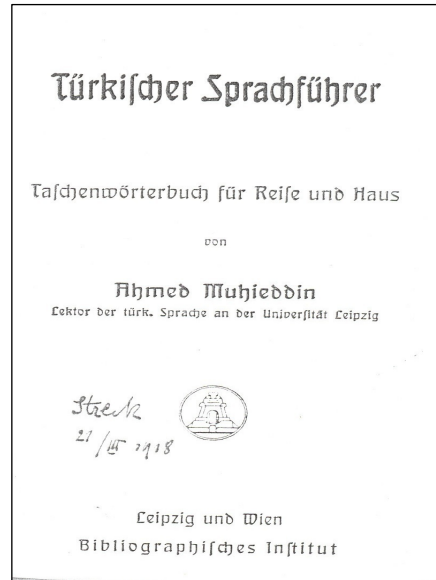 Türkiſcher Sprachführer
Taſchenwörterbuch für Reiſe und Haus
von
Ahmed Muhieddin
Lektor der türk. Sprache an der Univerſität Leipzig
Streck
21/III 1918
Leipzig und Wien
Bibliographiſches Inſtitut